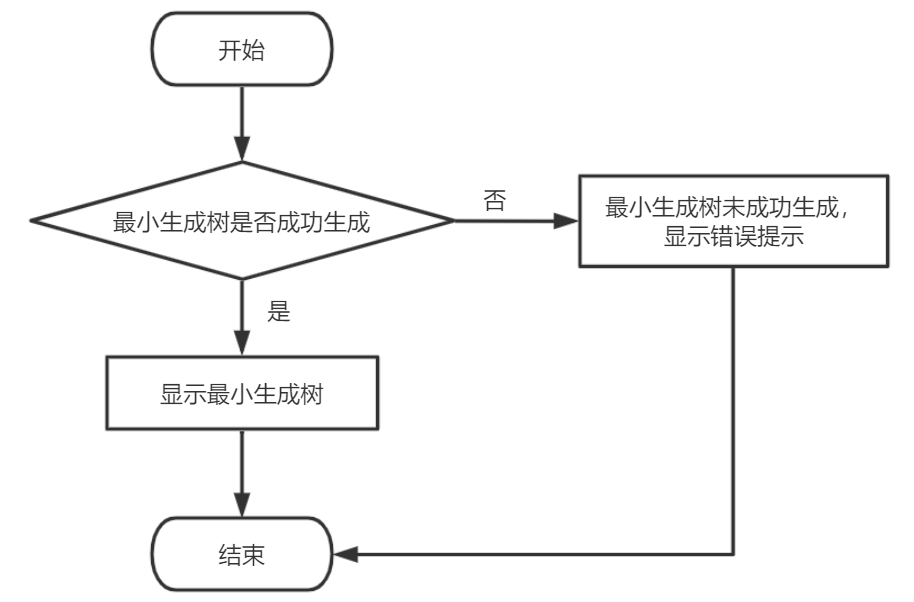 开始
最小生成树是否成功生成
否
最小生成树未成功生成，
显示错误提示
是
显示最小生成树
结束